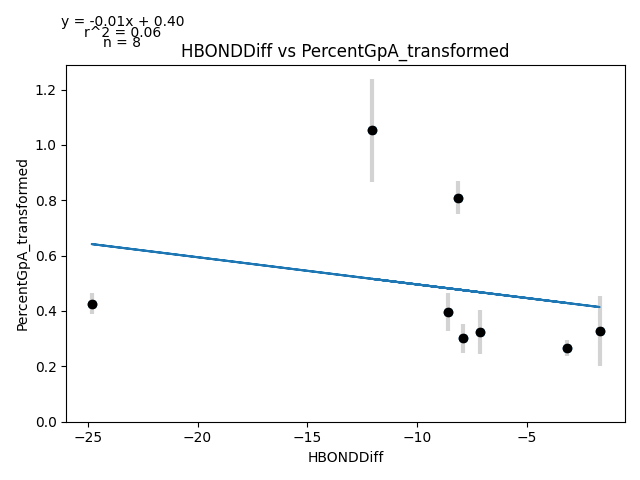 y = -0.01x + 0.40
r^2 = 0.06
n = 8
HBONDDiff vs PercentGpA_transformed
PercentGpA_transformed
1.2
1.0
0.8
0.6
0.4
0.2
0.0
−25
−20
−15
−10
−5
HBONDDiff